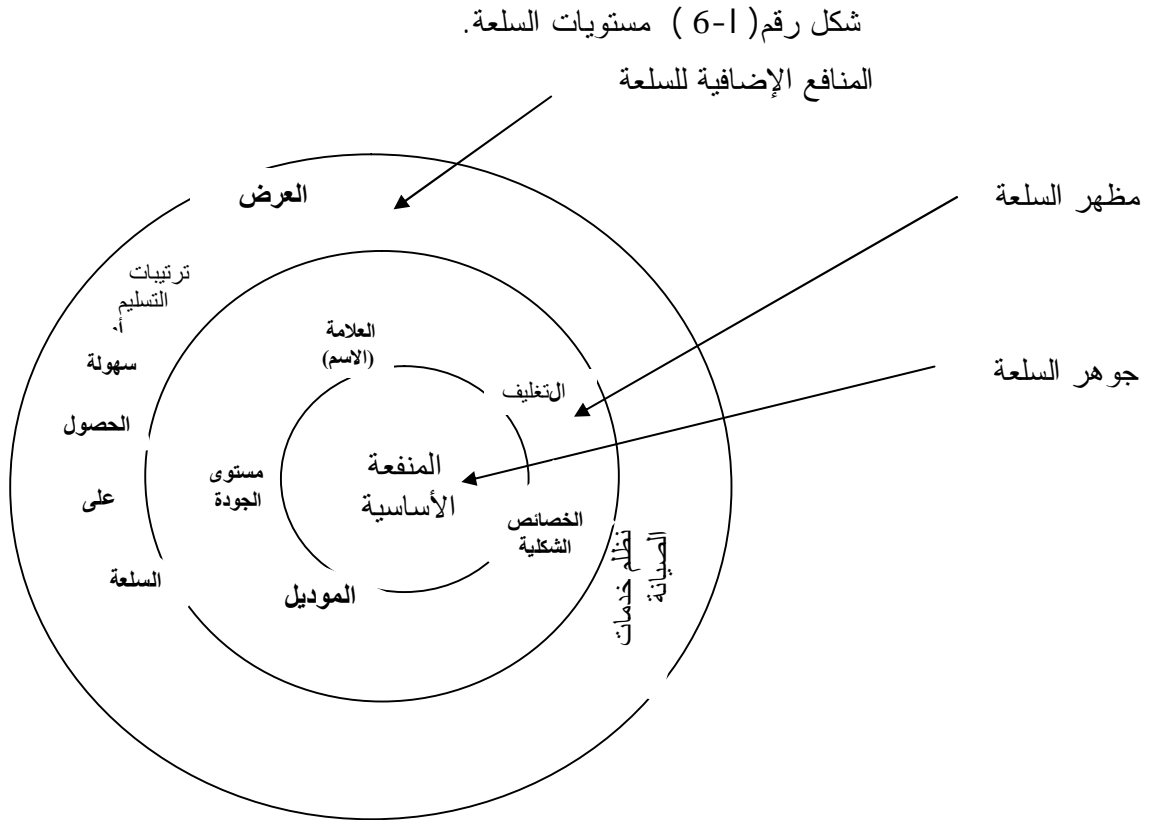 شكل رقم( I-6 ) مستويات السلعة.
المنافع الإضافية للسلعة
العرض
مظهر السلعة
ترتيبات
التسليم
العلامة
(الاسم)
سهولة
جوهر السلعة
التغليف
الحصول
المنفعة
الأساسية
مستوى
الجودة
على
الخصائص
الشكلية
السلعة
الموديل
نظلم خدمات
الصيانة